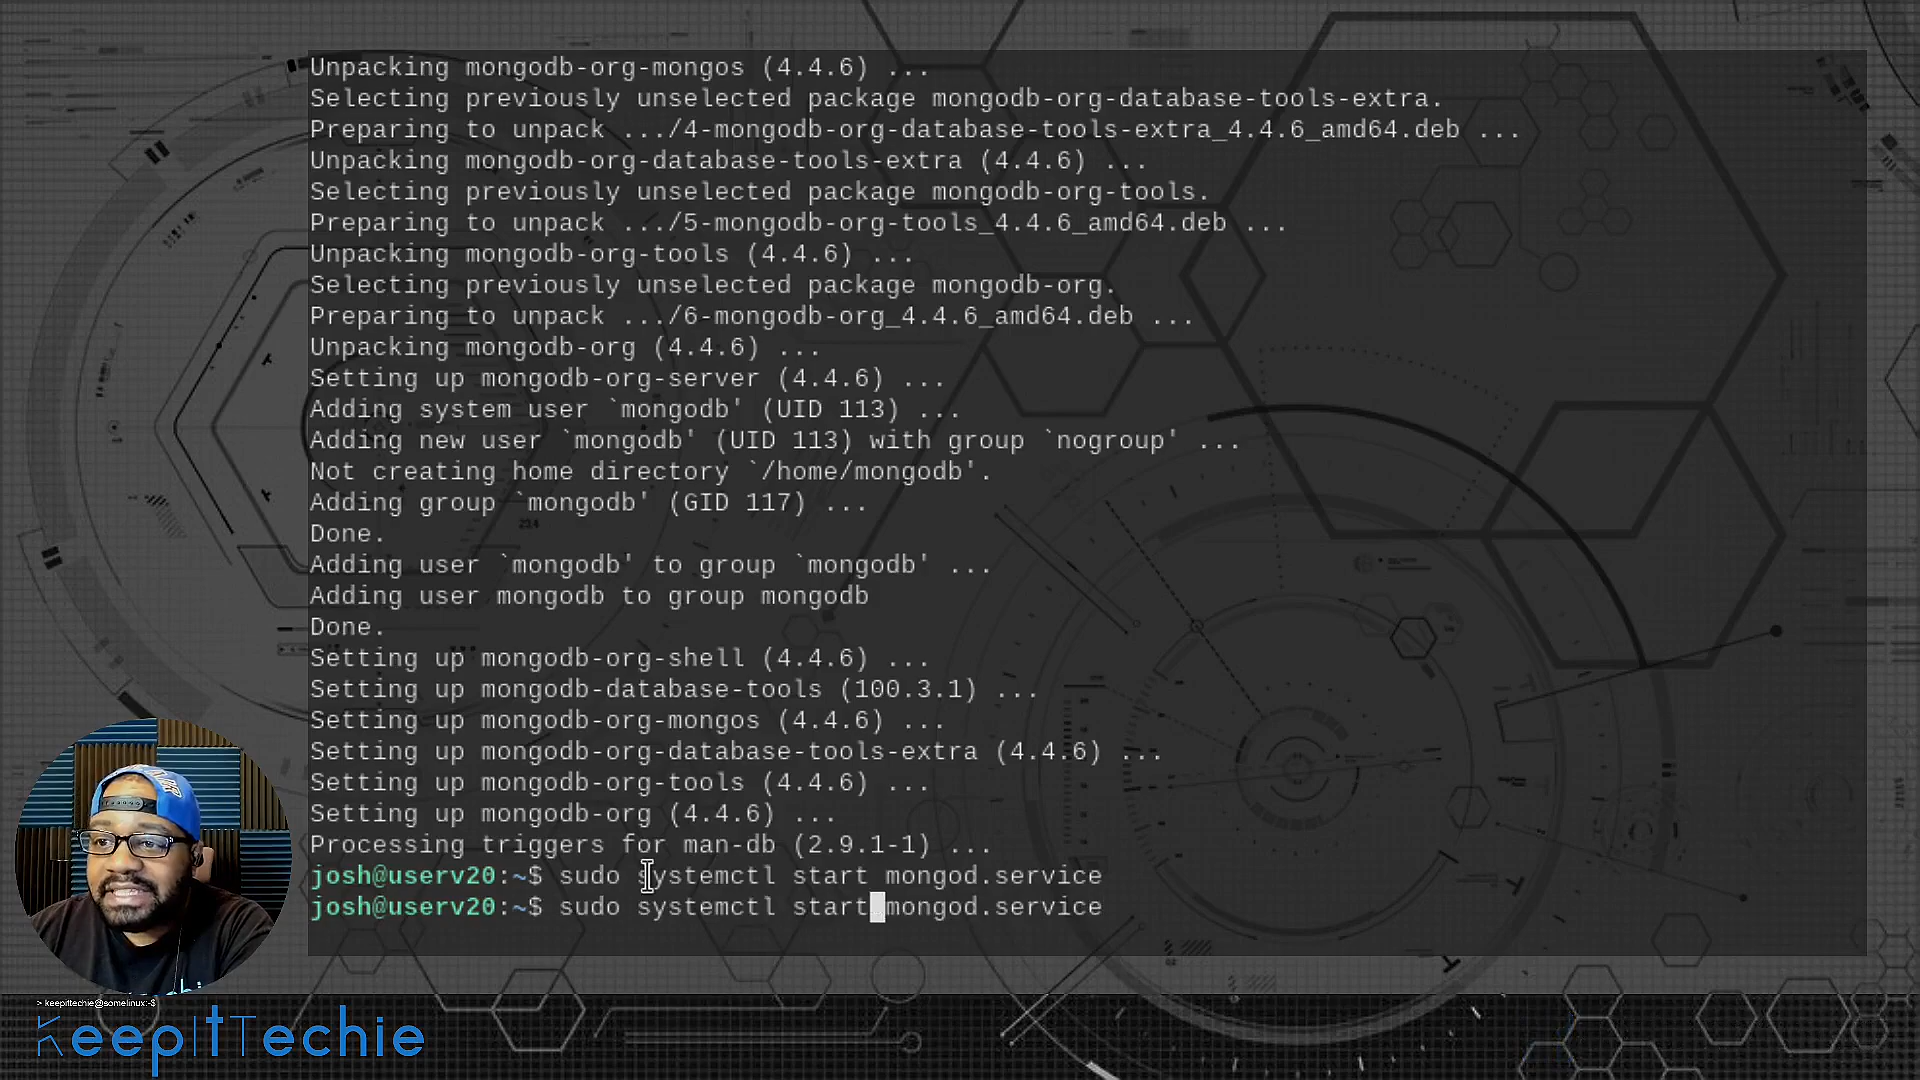 Unpacking mongodb-org-mongos (4.4.6) ...
Selecting previously unselected package mongodb-org-database-tools-extra.
Preparing to unpack .../4-mongodb-org-database-tools-extra_4.4.6_amd64.deb ...
Unpacking mongodb-org-database-tools-extra (4.4.6) ...
Selecting previously unselected package mongodb-org-tools.
Preparing to unpack .../5-mongodb-org-tools_4.4.6_amd64.deb ...
Unpacking mongodb-org-tools (4.4.6) ...
Selecting previously unselected package mongodb-org.
Preparing to unpack .../6-mongodb-org_4.4.6_amd64.deb ...
Unpacking mongodb-org (4.4.6) ...
Setting up mongodb-org-server (4.4.6) ...
Adding system user `mongodb' (UID 113) ...
Adding new user `mongodb' (UID 113) with group `nogroup' ...
Not creating home directory `/home/mongodb'.
Adding group `mongodb' (GID 117) ...
Done.
Adding user `mongodb' to group `mongodb' ...
Adding user mongodb to group mongodb
Done.
Setting up mongodb-org-shell (4.4.6) ...
Setting up mongodb-database-tools (100.3.1) ...
Setting up mongodb-org-mongos (4.4.6) ...
Setting up mongodb-org-database-tools-extra (4.4.6) ...
Setting up mongodb-org-tools (4.4.6) ...
Setting up mongodb-org (4.4.6) ...
Processing triggers for man-db (2.9.1-1) ...
josh@userv20:~$ sudo systemctl start mongod.service
josh@userv20:~$ sudo systemctl start mongod.service
> keepittechie@somelinux:~$
KeepItTechie